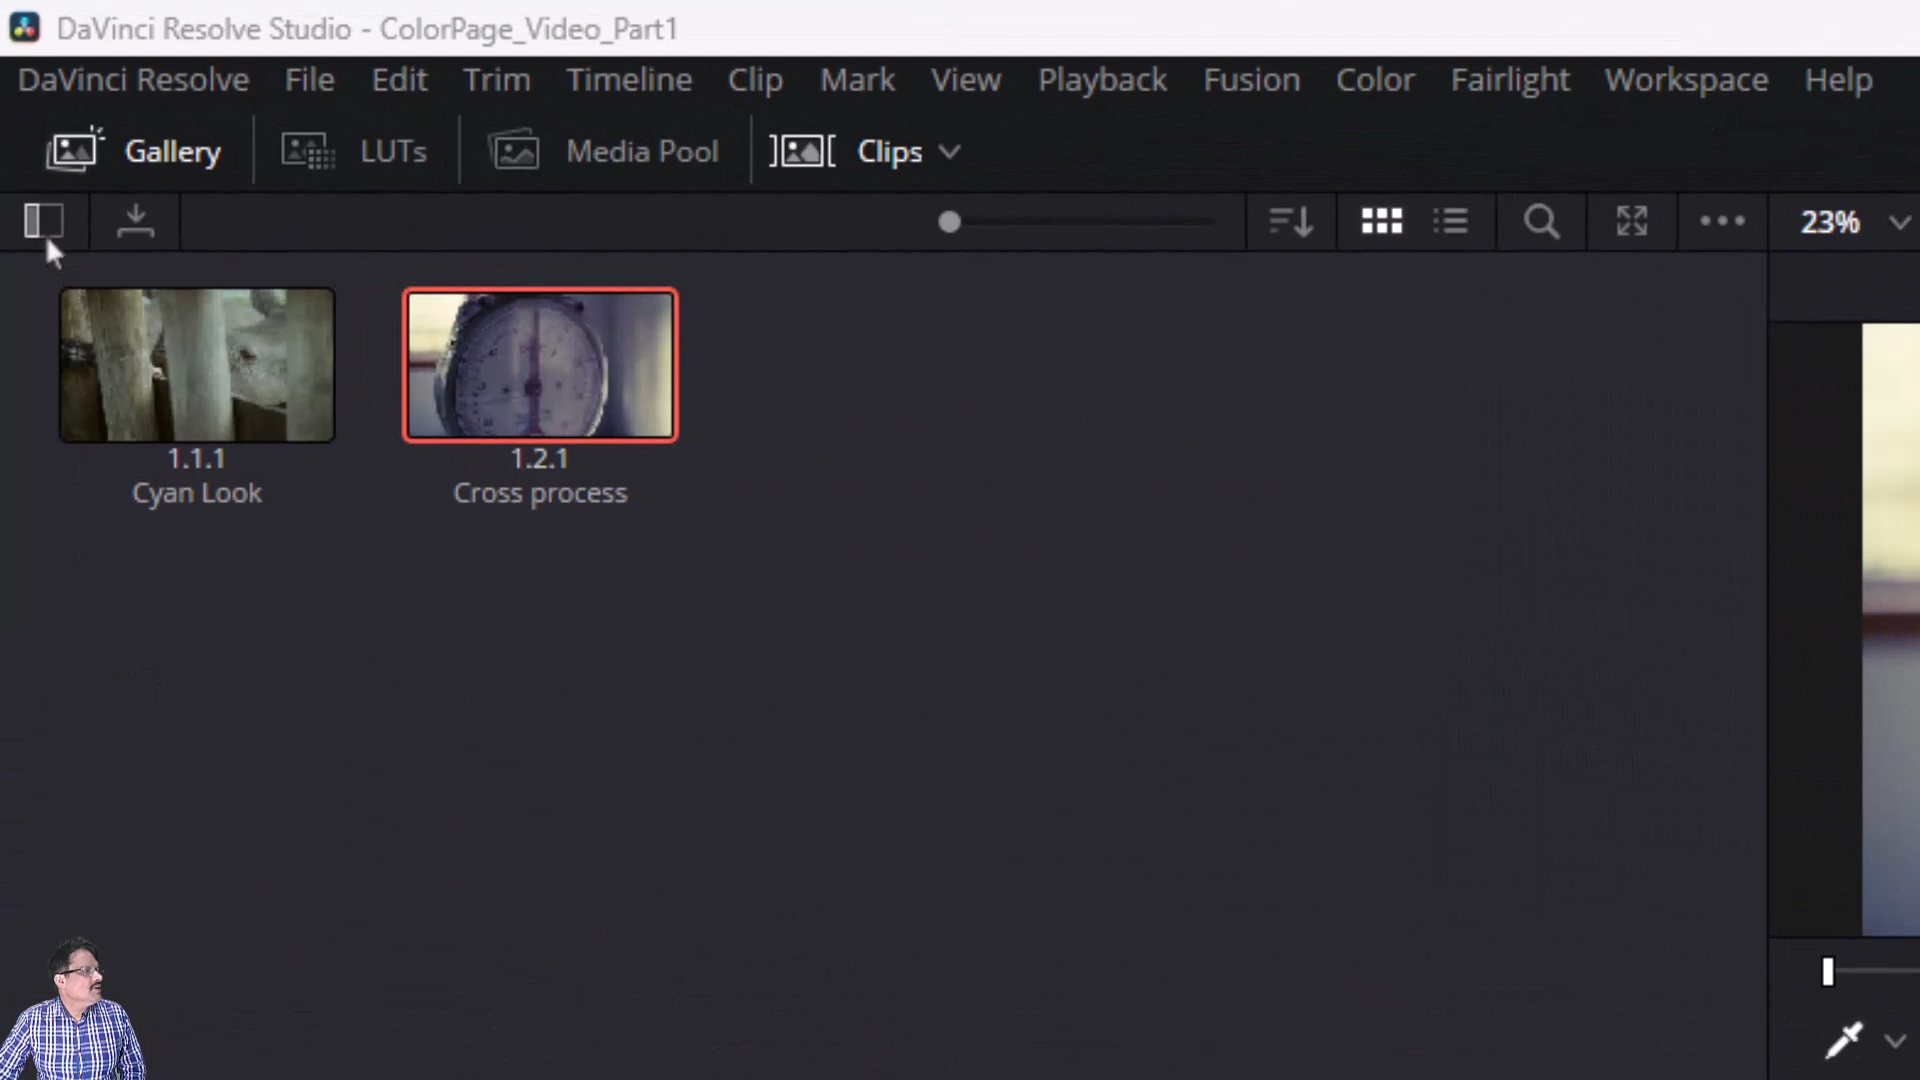 DaVinci Resolve Studio - ColorPage_Video_Part1
DaVinci Resolve File Edit Trim Timeline Clip Mark View Playback Fusion Color Fairlight Workspace Help
Gallery LUTs Media Pool Clips
23%
1.1.1 1.2.1
Cyan Look Cross process